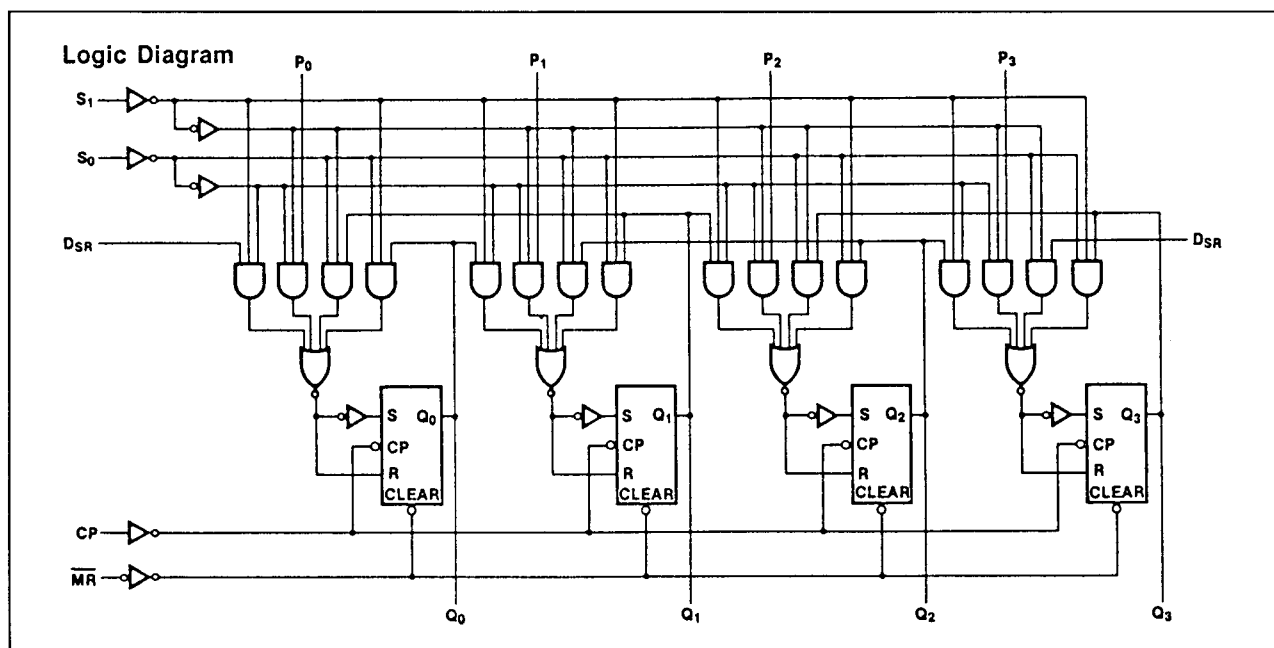 Logic Diagram
P0 P1 P2 P3
S1
S0
DSR DSR
S Q0 S Q1 S Q2 S Q3
CP CP CP CP
R R R R
CLEAR CLEAR CLEAR CLEAR
CP
MR
Q0 Q1 Q2 Q3